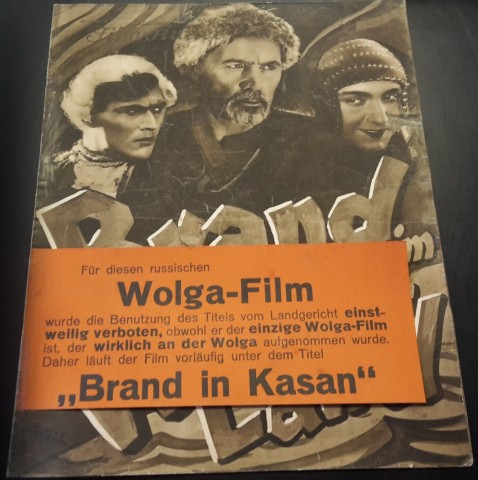 Brand
im
Für diesen russischen
Wolga-Film
wurde die Benutzung des Titels vom Landgericht einst-
weilig verboten, obwohl er der einzige Wolga-Film
ist, der wirklich an der Wolga aufgenommen wurde.
Daher läuft der Film vorläufig unter dem Titel
„Brand in Kasan“